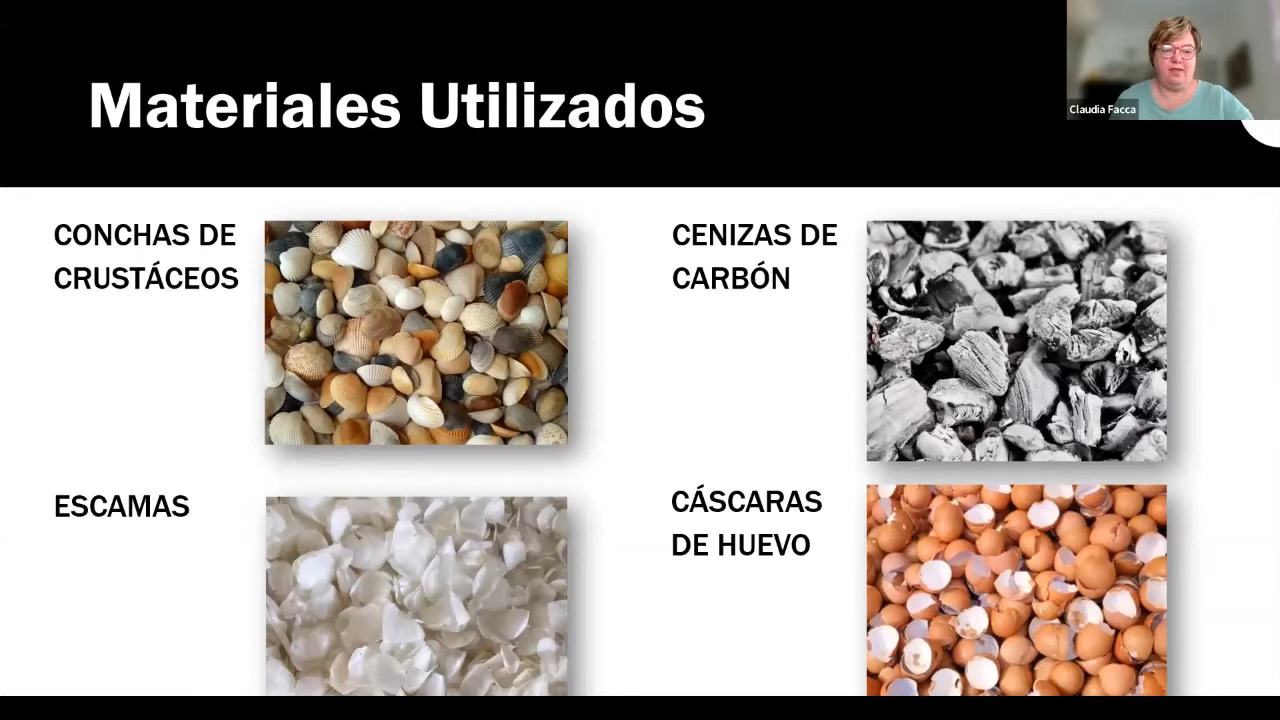 Materiales Utilizados
Claudia Facca
CONCHAS DE
CRUSTÁCEOS
CENIZAS DE
CARBÓN
ESCAMAS
CÁSCARAS
DE HUEVO